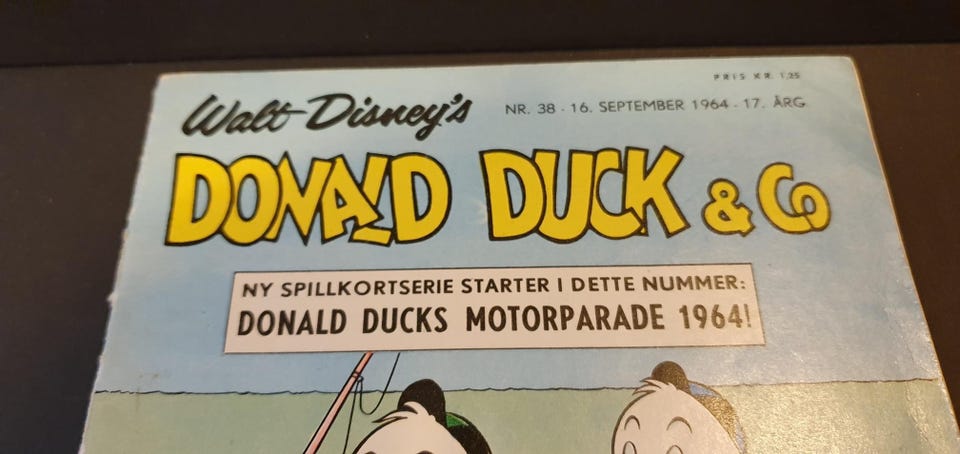 PRIS KR. 1,25
Walt Disney's
NR. 38 - 16. SEPTEMBER 1964 - 17. ÅRG.
DONALD DUCK & Co
NY SPILLKORTSERIE STARTER I DETTE NUMMER:
DONALD DUCKS MOTORPARADE 1964!